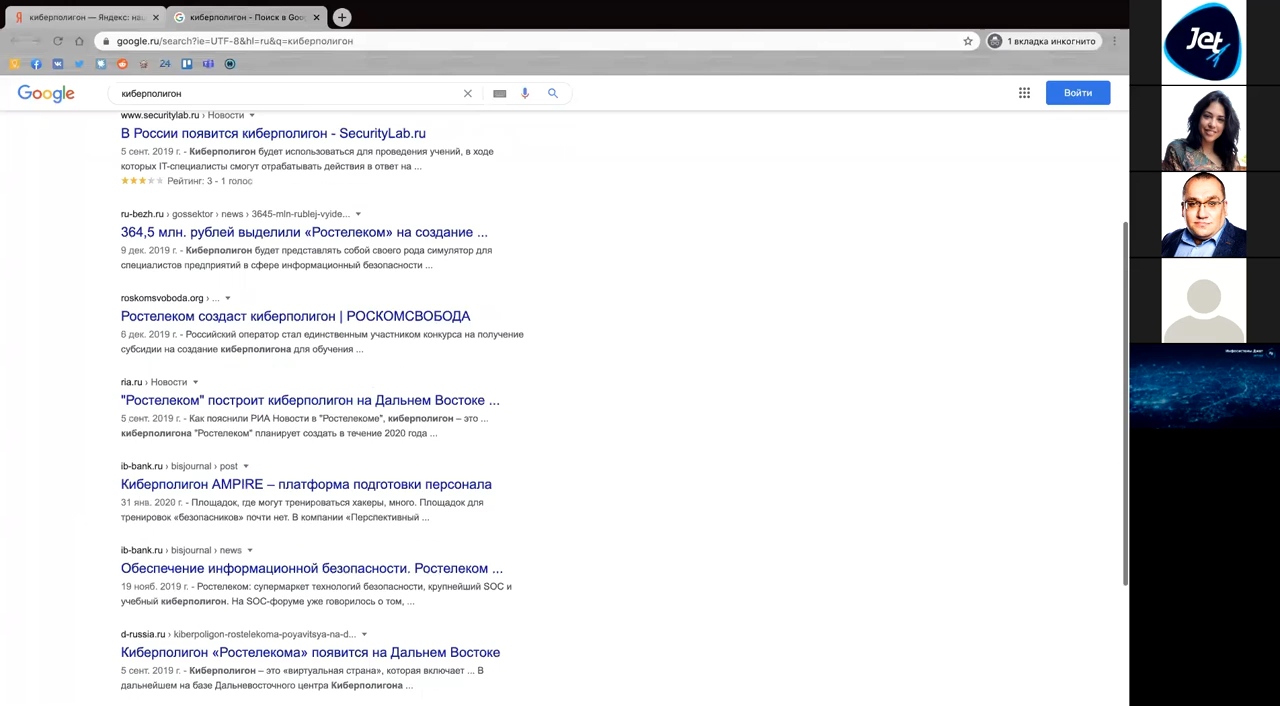 киберполигон — Яндекс: наш
киберполигон - Поиск в Goo
google.ru/search?ie=UTF-8&hl=ru&q=киберполигон
1 вкладка инкогнито
24
Google
киберполигон
Войти
www.securitylab.ru › Новости
В России появится киберполигон - SecurityLab.ru
5 сент. 2019 г. - Киберполигон будет использоваться для проведения учений, в ходе
которых IT-специалисты смогут отрабатывать действия в ответ на ...
Рейтинг: 3 - 1 голос
ru-bezh.ru › gossektor › news › 3645-mln-rublej-vyide...
364,5 млн. рублей выделили «Ростелеком» на создание ...
9 дек. 2019 г. - Киберполигон будет представлять собой своего рода симулятор для
специалистов предприятий в сфере информационный безопасности ...
roskomsvoboda.org › ...
Ростелеком создаст киберполигон | РОСКОМСВОБОДА
6 дек. 2019 г. - Российский оператор стал единственным участником конкурса на получение
субсидии на создание киберполигона для обучения ...
ria.ru › Новости
"Ростелеком" построит киберполигон на Дальнем Востоке ...
5 сент. 2019 г. - Как пояснили РИА Новости в "Ростелекоме", киберполигон – это ...
киберполигона "Ростелеком" планирует создать в течение 2020 года ...
ib-bank.ru › bisjournal › post
Киберполигон AMPIRE – платформа подготовки персонала
31 янв. 2020 г. - Площадок, где могут тренироваться хакеры, много. Площадок для
тренировок «безопасников» почти нет. В компании «Перспективный ...
ib-bank.ru › bisjournal › news
Обеспечение информационной безопасности. Ростелеком ...
19 нояб. 2019 г. - Ростелеком: супермаркет технологий безопасности, крупнейший SOC и
учебный киберполигон. На SOC-форуме уже говорилось о том, ...
d-russia.ru › kiberpoligon-rostelekoma-poyavitsya-na-d...
Киберполигон «Ростелекома» появится на Дальнем Востоке
5 сент. 2019 г. - Киберполигон – это «виртуальная страна», которая включает ... В
дальнейшем на базе Дальневосточного центра Киберполигона ...
Jet